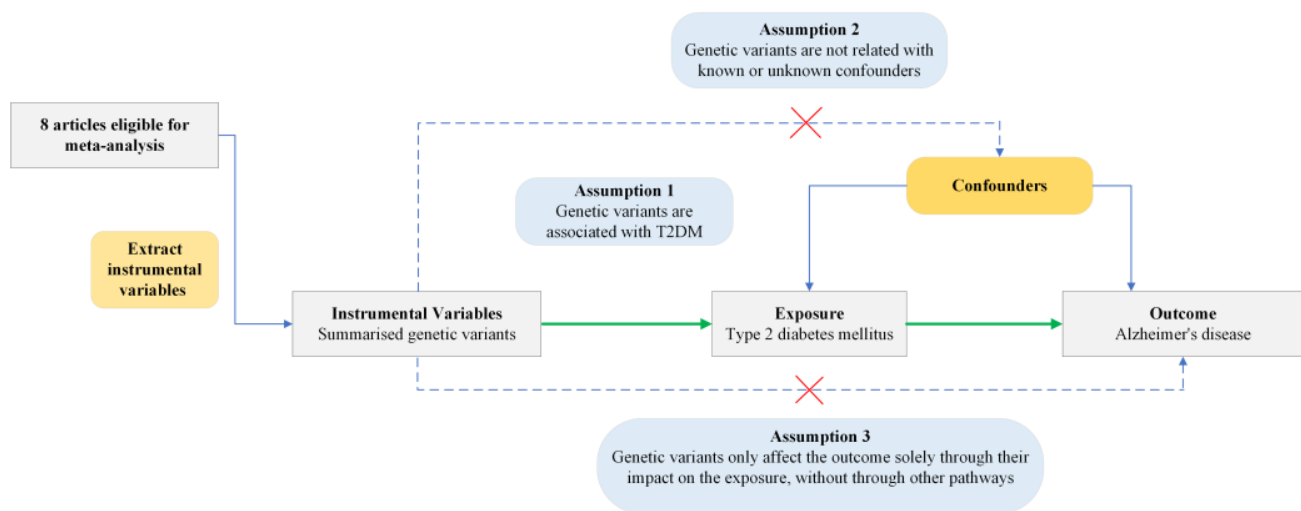 Assumption 2
Genetic variants are not related with
known or unknown confounders
8 articles eligible for
meta-analysis
Confounders
Assumption 1
Genetic variants are
associated with T2DM
Extract
instrumental
variables
Instrumental Variables
Summarised genetic variants
Exposure
Type 2 diabetes mellitus
Outcome
Alzheimer's disease
Assumption 3
Genetic variants only affect the outcome solely through their
impact on the exposure, without through other pathways